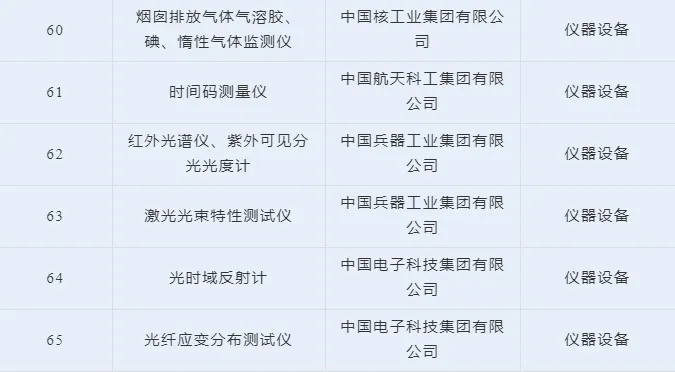 60
烟囱排放气体气溶胶、
碘、惰性气体监测仪
中国核工业集团有限公
司
仪器设备
61
时间码测量仪
中国航天科工集团有限
公司
仪器设备
62
红外光谱仪、紫外可见分
光光度计
中国兵器工业集团有限
公司
仪器设备
63
激光光束特性测试仪
中国兵器工业集团有限
公司
仪器设备
64
光时域反射计
中国电子科技集团有限
公司
仪器设备
65
光纤应变分布测试仪
中国电子科技集团有限
公司
仪器设备